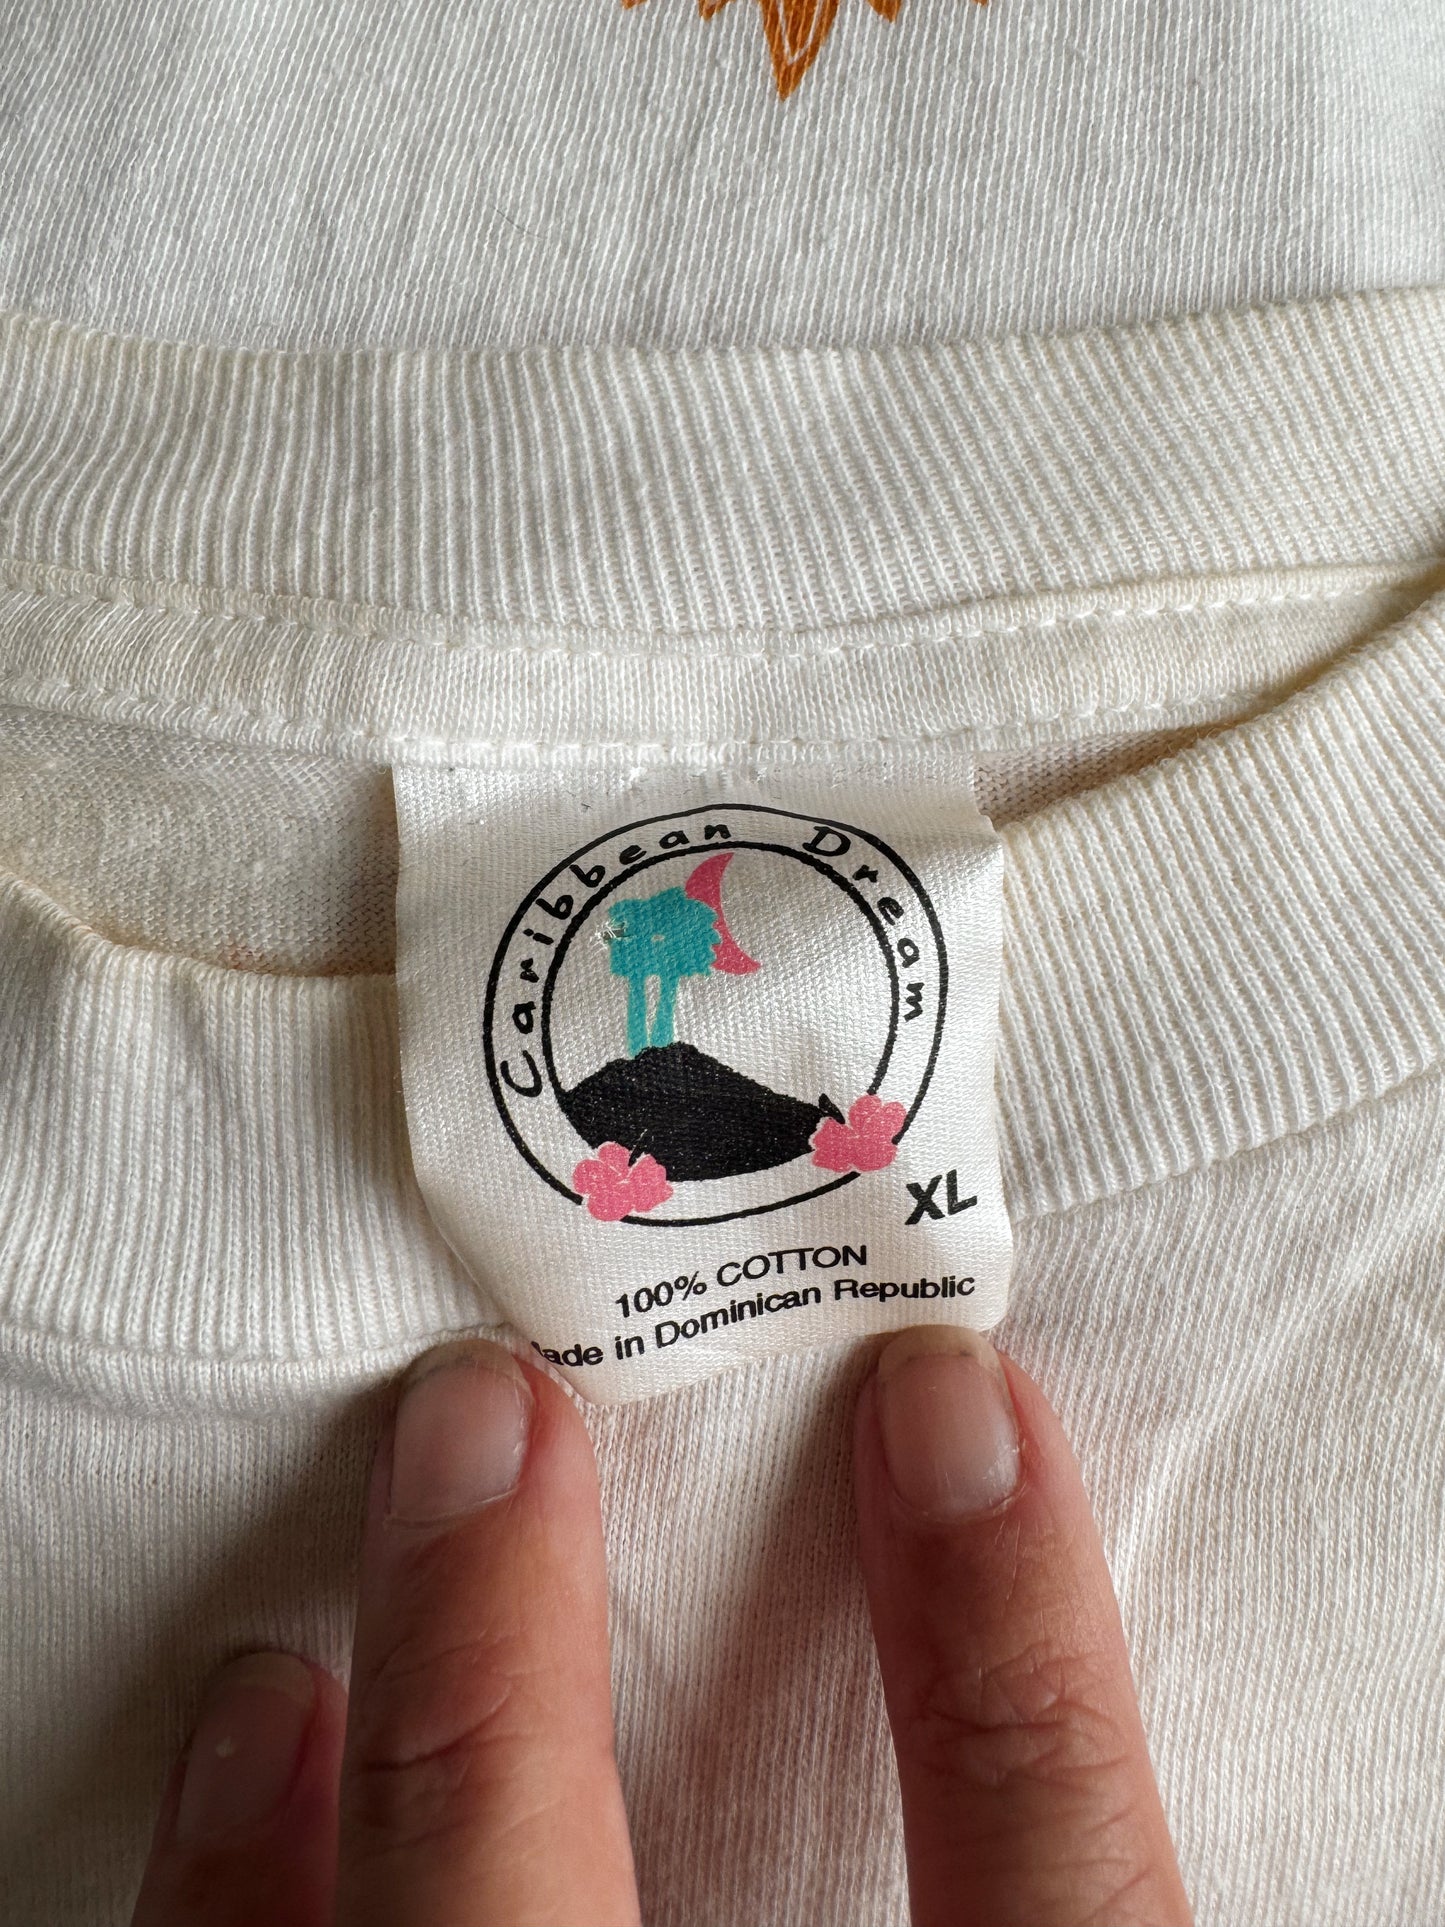 Caribbean Dream
XL
100% COTTON
Made in Dominican Republic